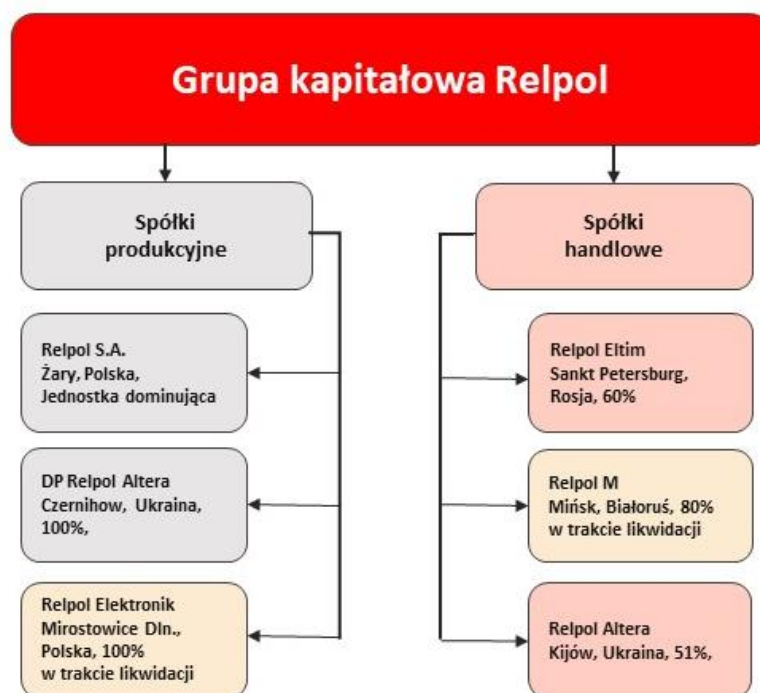 Grupa kapitałowa Relpol
Spółki
produkcyjne
Relpol S.A.
Żary, Polska,
Jednostka dominująca
DP Relpol Altera
Czernihow, Ukraina,
100%,
Relpol Elektronik
Mirostowice Dln.,
Polska, 100%
w trakcie likwidacji
Spółki
handlowe
Relpol Eltim
Sankt Petersburg,
Rosja, 60%
Relpol M
Mińsk, Białoruś, 80%
w trakcie likwidacji
Relpol Altera
Kijów, Ukraina, 51%,